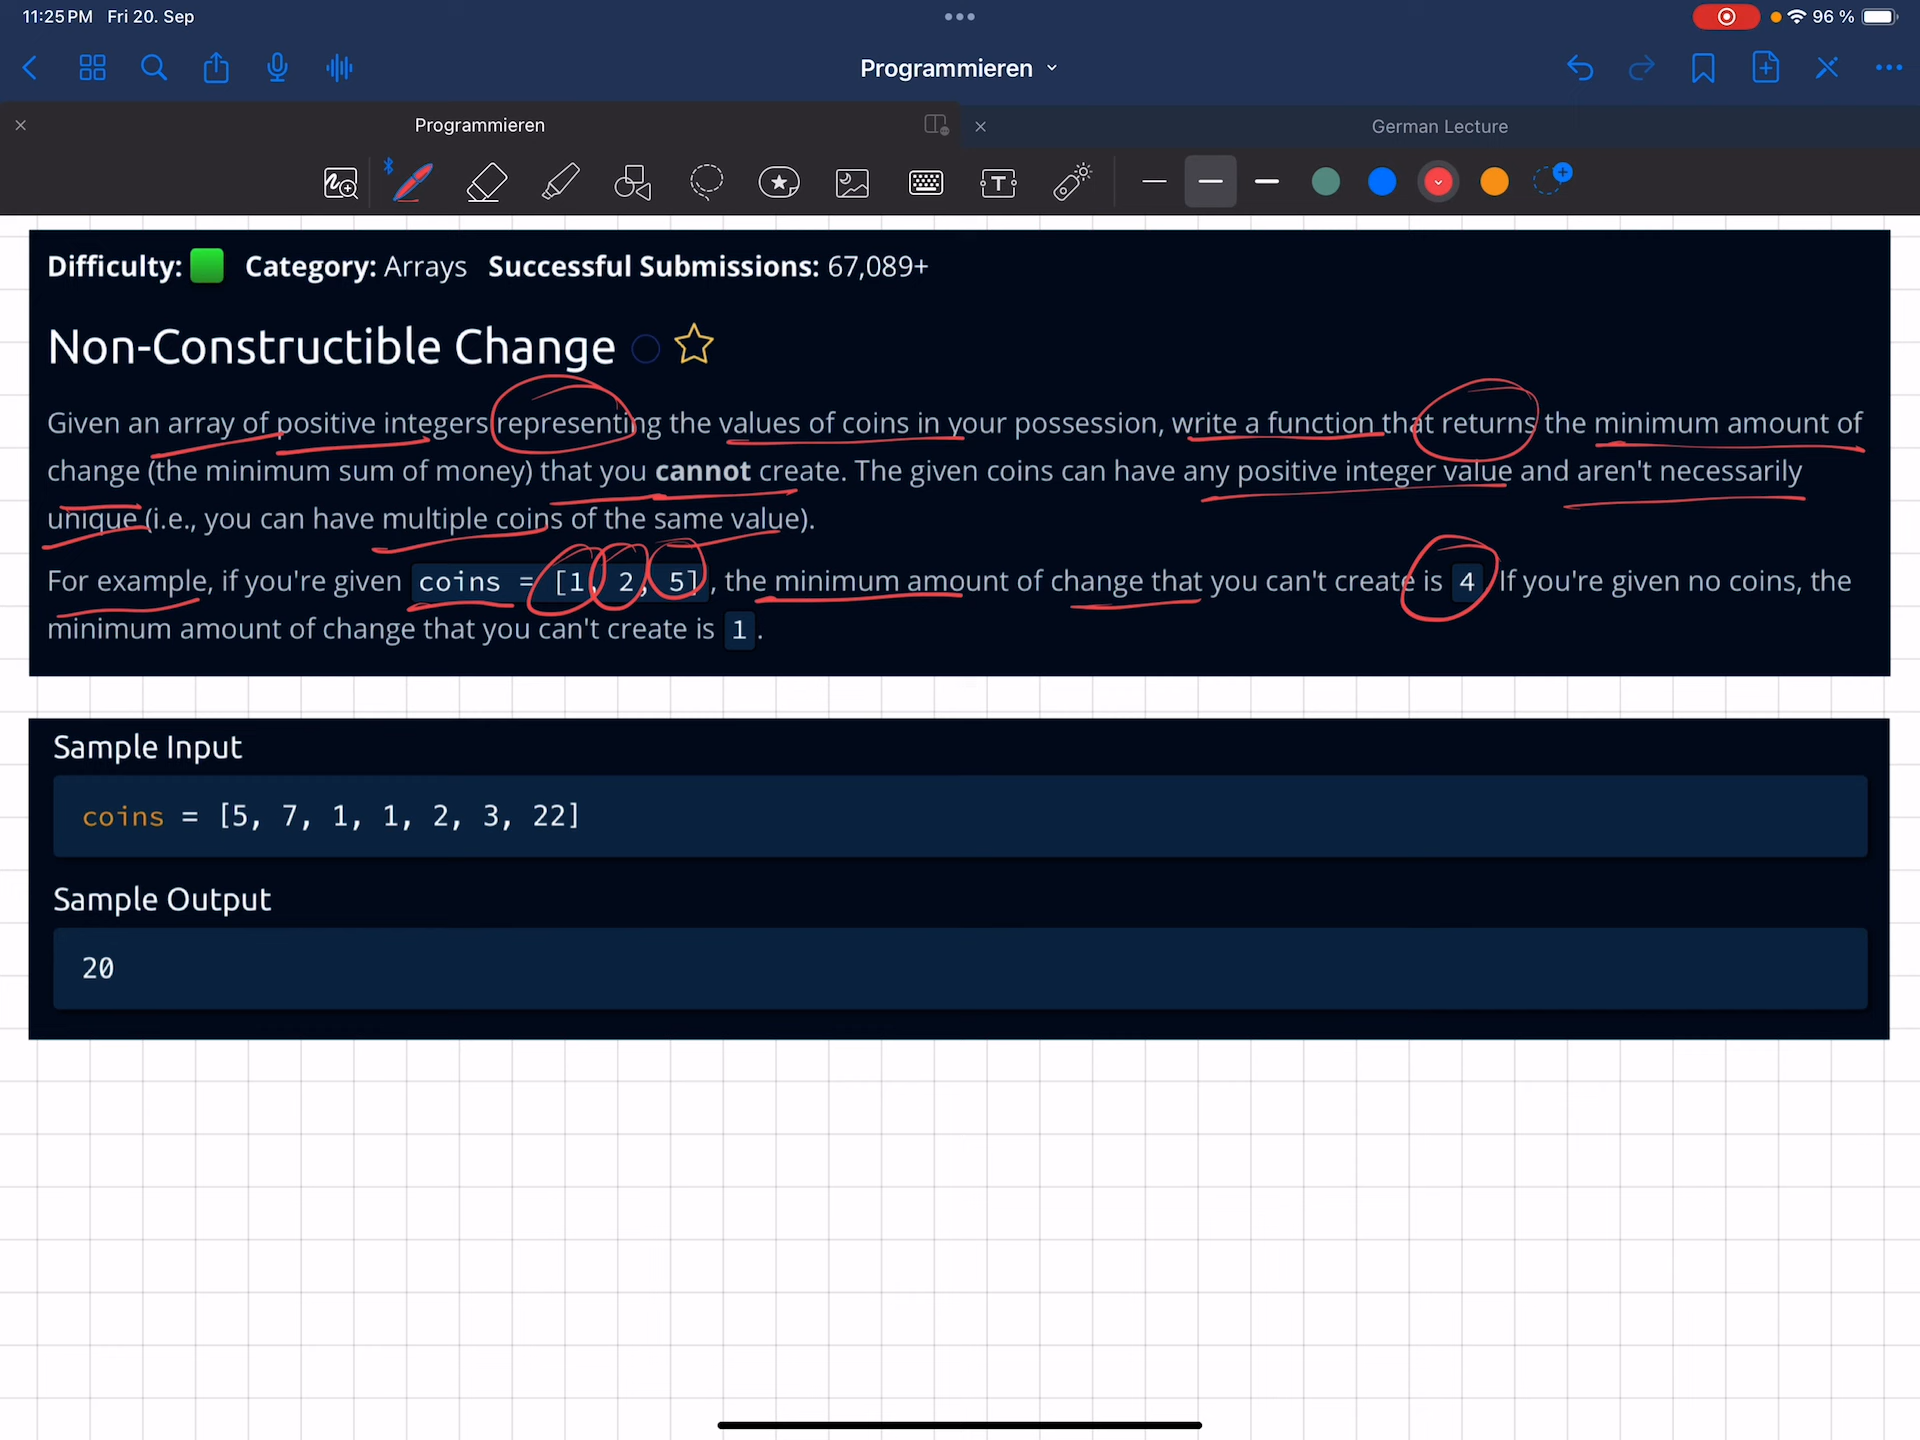 11:25 PM Fri 20. Sep
96 %
Programmieren
Programmieren
German Lecture
T
Difficulty: Category: Arrays Successful Submissions: 67,089+
Non-Constructible Change
Given an array of positive integers representing the values of coins in your possession, write a function that returns the minimum amount of
change (the minimum sum of money) that you cannot create. The given coins can have any positive integer value and aren't necessarily
unique (i.e., you can have multiple coins of the same value).
For example, if you're given coins = [1, 2, 5], the minimum amount of change that you can't create is 4 If you're given no coins, the
minimum amount of change that you can't create is 1.
Sample Input
coins = [5, 7, 1, 1, 2, 3, 22]
Sample Output
20